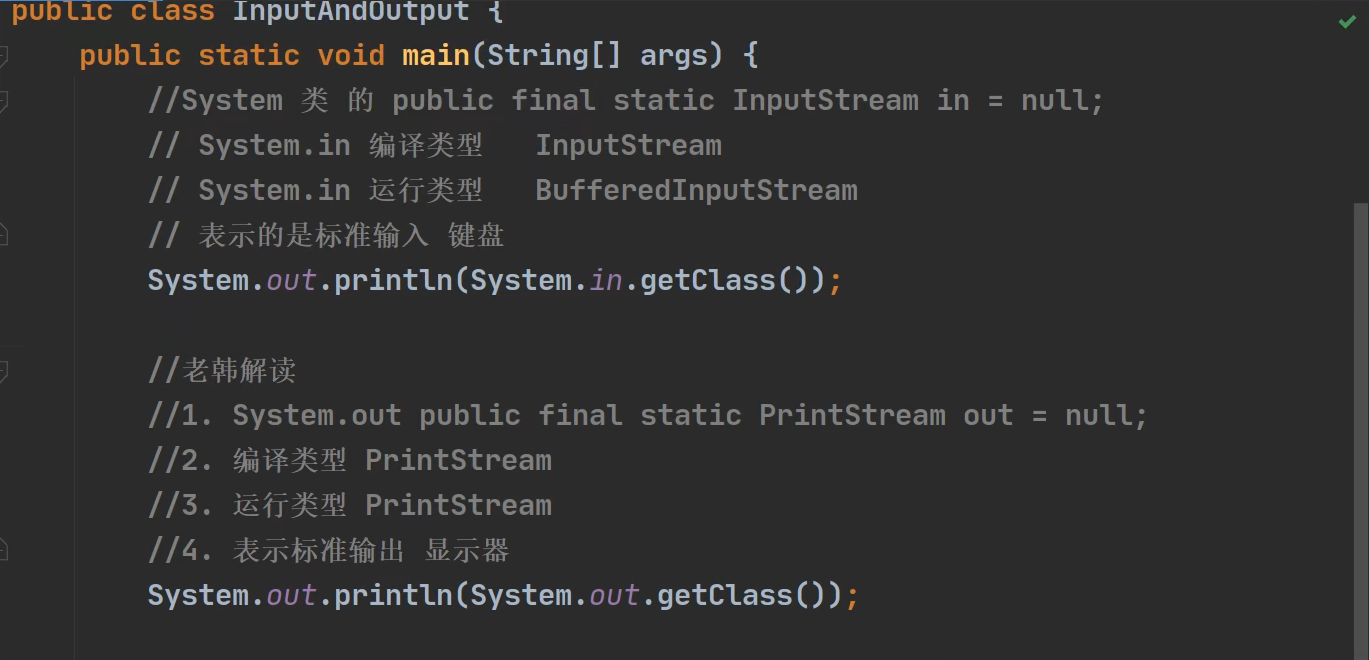 public class InputAndOutput {
public static void main(String[] args) {
//System 类 的 public final static InputStream in = null;
// System.in 编译类型 InputStream
// System.in 运行类型 BufferedInputStream
// 表示的是标准输入 键盘
System.out.println(System.in.getClass());
//老韩解读
//1. System.out public final static PrintStream out = null;
//2. 编译类型 PrintStream
//3. 运行类型 PrintStream
//4. 表示标准输出 显示器
System.out.println(System.out.getClass());